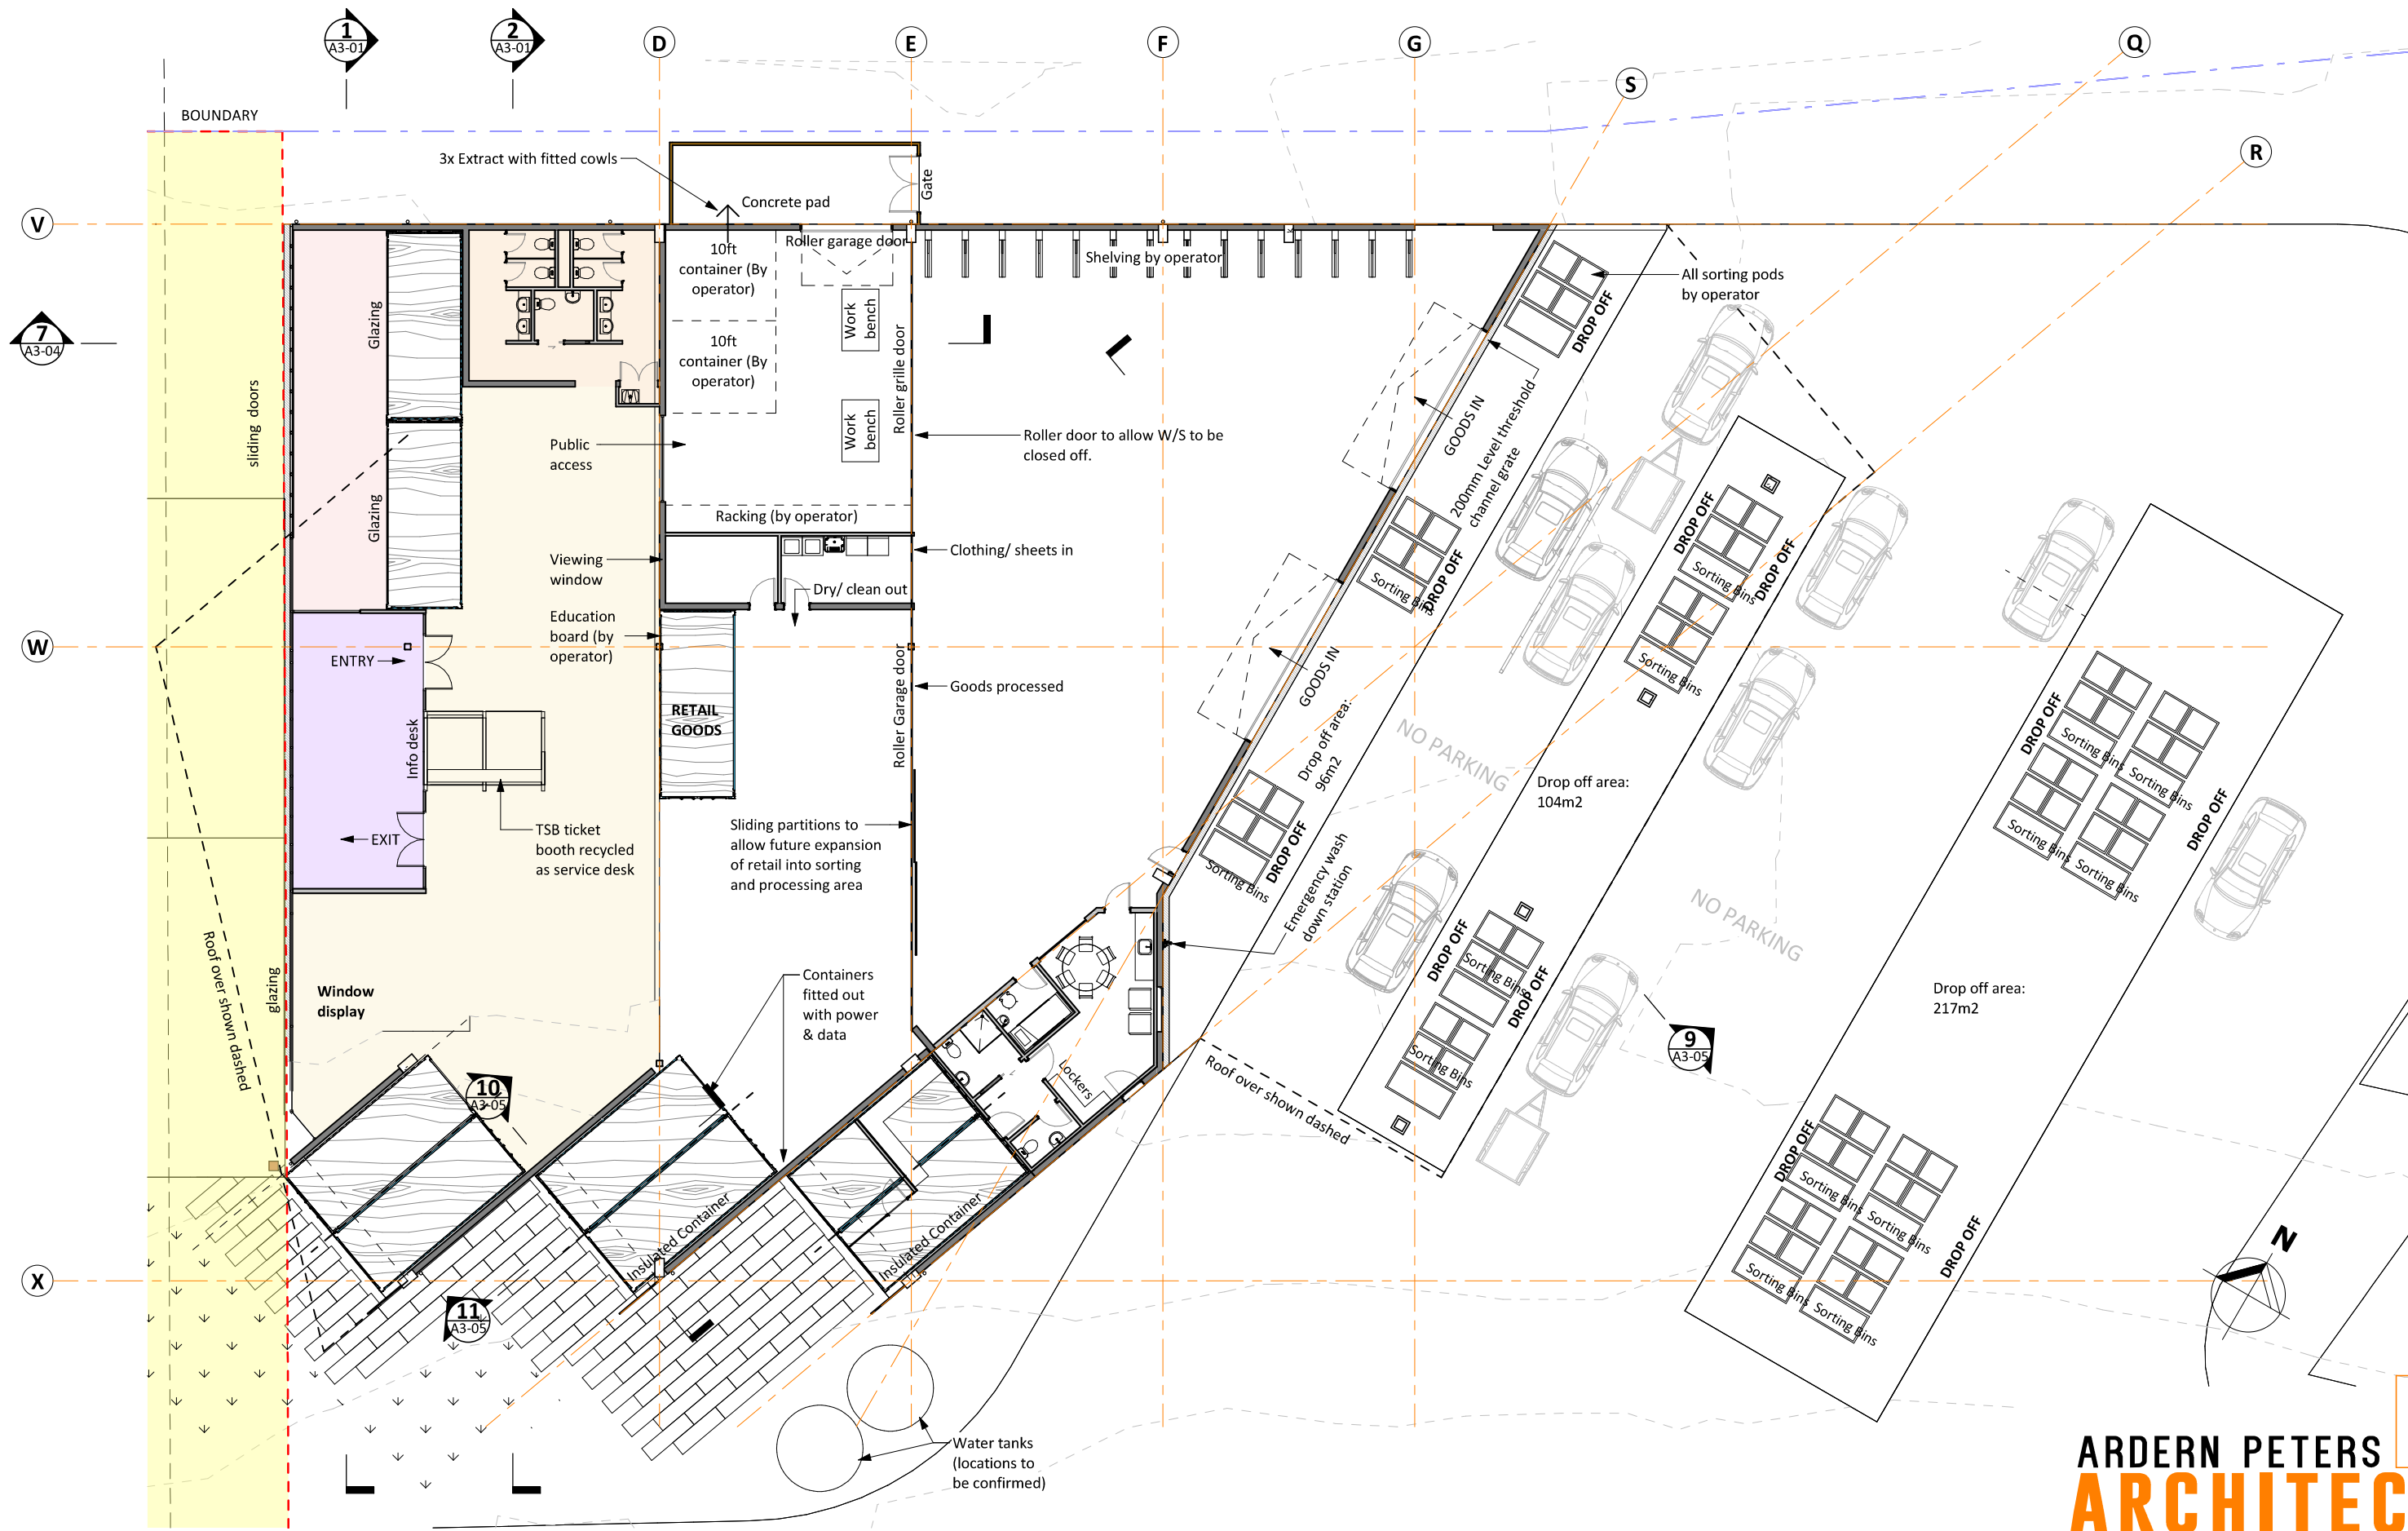 1
A3-01
2
A3-01
D
E
F
G
S
Q
R
BOUNDARY
3x Extract with fitted cowls
Concrete pad
Gate
V
Roller garage door
10ft
container (By
operator)
Shelving by operator
All sorting pods
by operator
DROP OFF
7
A3-04
Glazing
sliding doors
10ft
container (By
operator)
Work
bench
Work
bench
Roller grille door
Public
access
Roller door to allow W/S to be
closed off.
GOODS IN
200mm Level threshold
channel grate
Glazing
Racking (by operator)
Viewing
window
Clothing/ sheets in
Dry/ clean out
Sorting Bins
DROP OFF
DROP OFF
Sorting Bins
DROP OFF
Sorting Bins
Education
board (by
operator)
W
ENTRY
Info desk
EXIT
RETAIL
GOODS
Roller Garage door
Goods processed
GOODS IN
Drop off area:
96m2
NO PARKING
Drop off area:
104m2
DROP OFF
Sorting Bins
Sorting Bins
Sorting Bins
Sorting Bins
DROP OFF
TSB ticket
booth recycled
as service desk
Sliding partitions to
allow future expansion
of retail into sorting
and processing area
Sorting Bins
DROP OFF
Emergency wash
down station
NO PARKING
Roof over shown dashed
glazing
Window
display
Containers
fitted out
with power
& data
DROP OFF
Sorting Bins
DROP OFF
Sorting Bins
Drop off area:
217m2
9
A3-05
Lockers
Roof over shown dashed
10
A3-05
DROP OFF
Sorting Bins
Sorting Bins
Sorting Bins
Sorting Bins
DROP OFF
Insulated Container
Insulated Container
N
X
11
A3-05
Water tanks
(locations to
be confirmed)
ARDERN PETERS
ARCHITEC